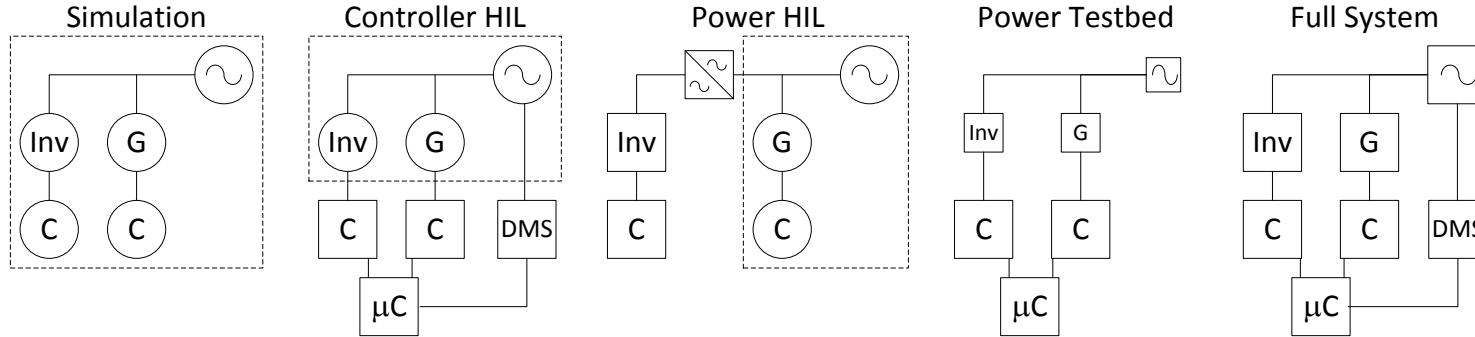 Simulation
Controller HIL
Power HIL
Power Testbed
Full System
Inv
G
C
C
Inv
G
C
C
DMS
μC
Inv
C
G
C
Inv
G
C
C
μC
Inv
G
C
C
DMS
μC